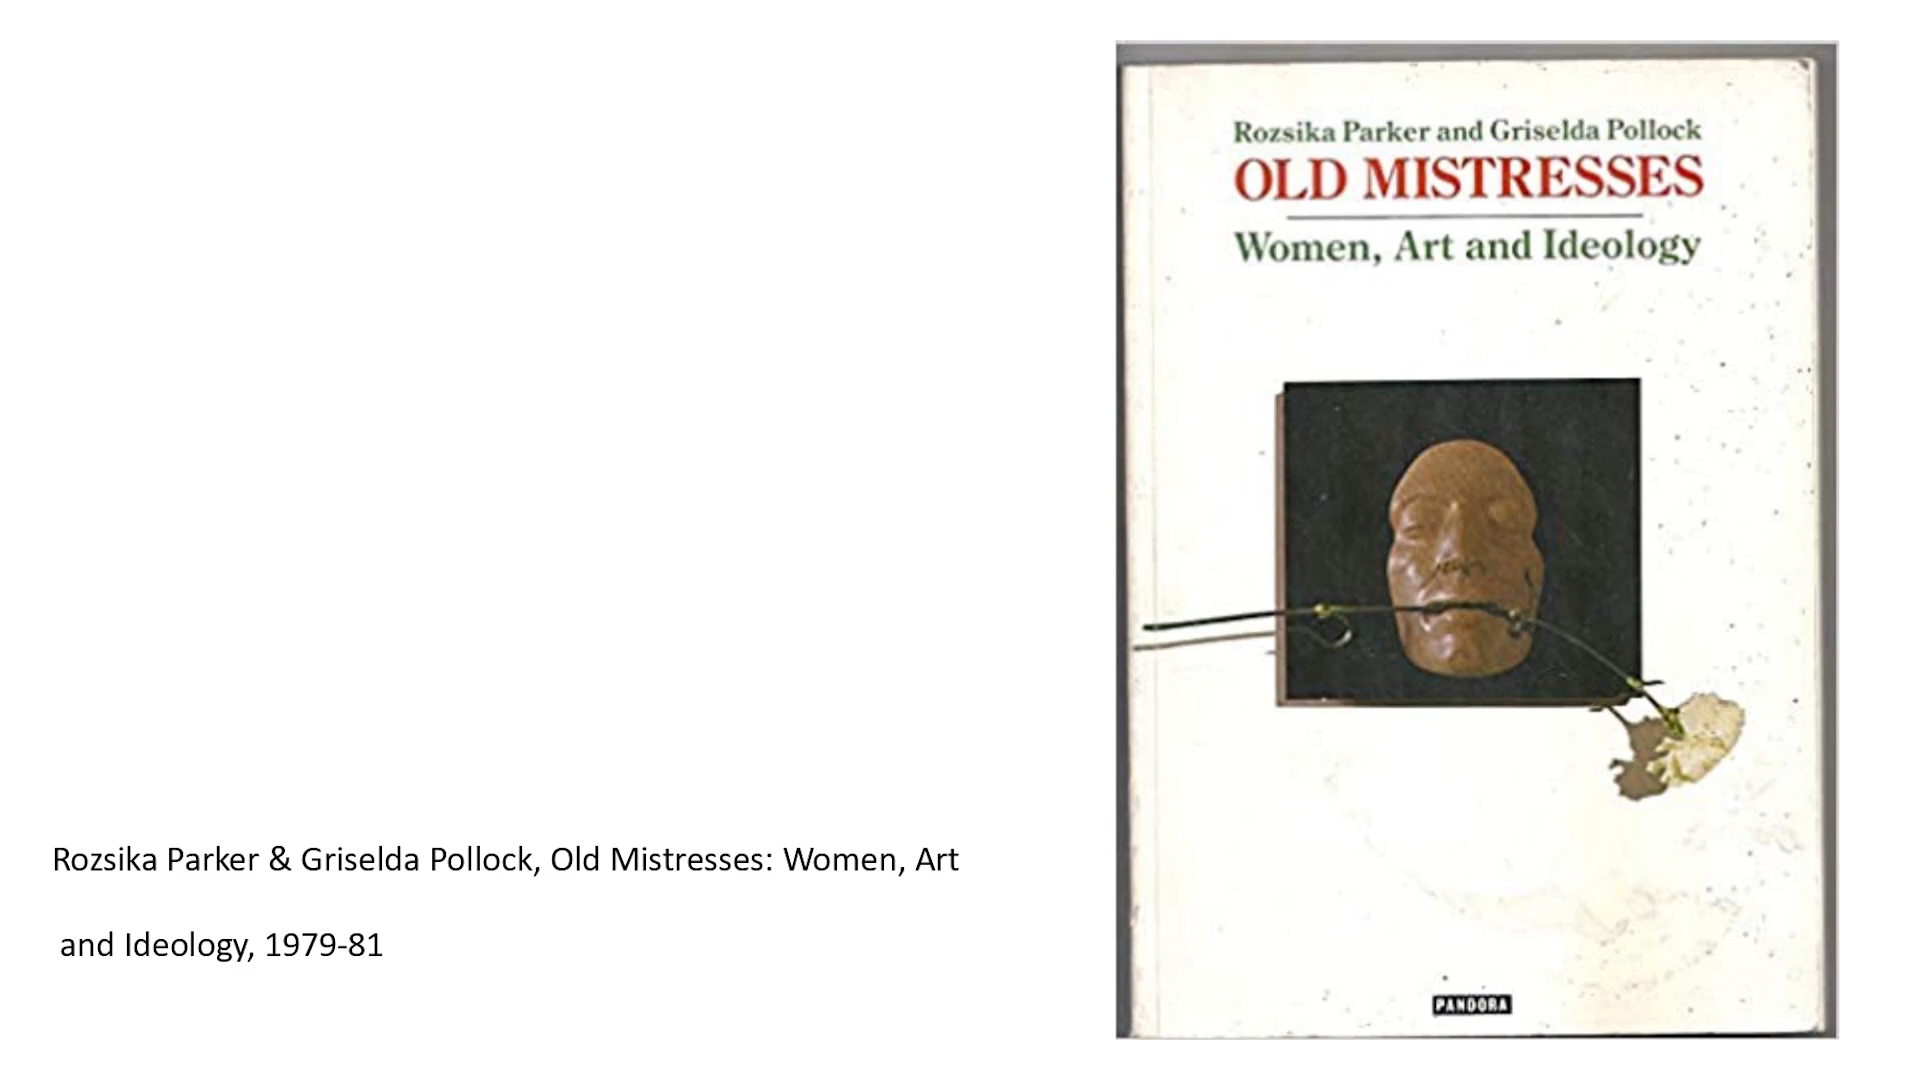 Rozsika Parker and Griselda Pollock
OLD MISTRESSES
Women, Art and Ideology
PANDORA
Rozsika Parker & Griselda Pollock, Old Mistresses: Women, Art
and Ideology, 1979-81